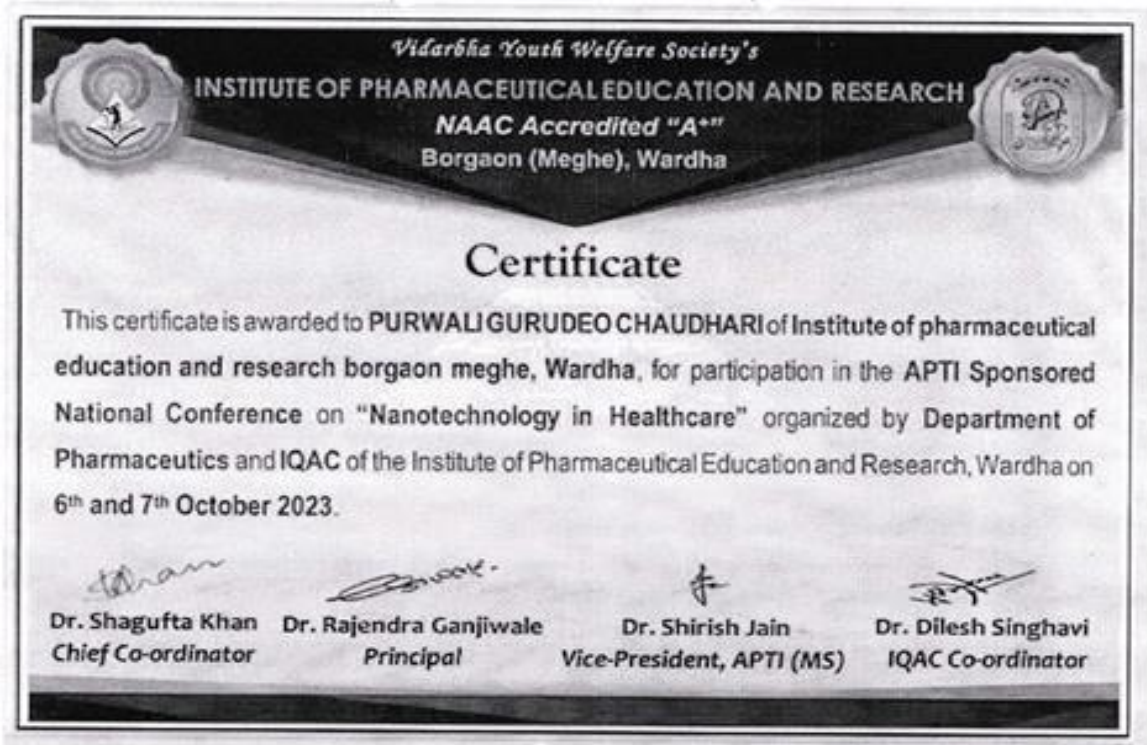 Vidarbha Youth Welfare Society's
INSTITUTE OF PHARMACEUTICAL EDUCATION AND RESEARCH
NAAC Accredited "A+"
Borgaon (Meghe), Wardha
Certificate
This certificate is awarded to PURWALI GURUDEO CHAUDHARI of Institute of pharmaceutical
education and research borgaon meghe, Wardha, for participation in the APTI Sponsored
National Conference on "Nanotechnology in Healthcare" organized by Department of
Pharmaceutics and IQAC of the Institute of Pharmaceutical Education and Research, Wardha on
6th and 7th October 2023.
Dr. Shagufta Khan Dr. Rajendra Ganjiwale Dr. Shirish Jain Dr. Dilesh Singhavi
Chief Co-ordinator Principal Vice-President, APTI (MS) IQAC Co-ordinator